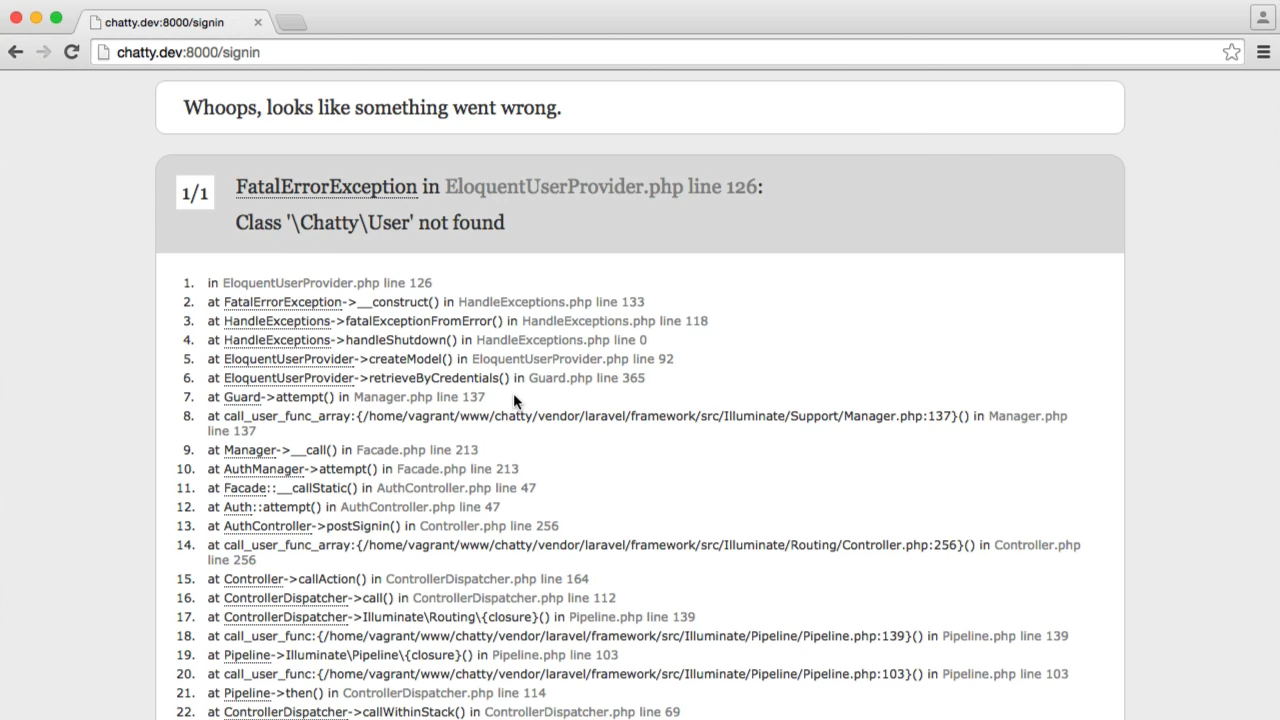 chatty.dev:8000/signin
chatty.dev:8000/signin
Whoops, looks like something went wrong.
1/1
FatalErrorException in EloquentUserProvider.php line 126:
Class '\Chatty\User' not found
1. in EloquentUserProvider.php line 126
2. at FatalErrorException->__construct() in HandleExceptions.php line 133
3. at HandleExceptions->fatalExceptionFromError() in HandleExceptions.php line 118
4. at HandleExceptions->handleShutdown() in HandleExceptions.php line 0
5. at EloquentUserProvider->createModel() in EloquentUserProvider.php line 92
6. at EloquentUserProvider->retrieveByCredentials() in Guard.php line 365
7. at Guard->attempt() in Manager.php line 137
8. at call_user_func_array:{/home/vagrant/www/chatty/vendor/laravel/framework/src/Illuminate/Support/Manager.php:137}() in Manager.php
line 137
9. at Manager->__call() in Facade.php line 213
10. at AuthManager->attempt() in Facade.php line 213
11. at Facade::__callStatic() in AuthController.php line 47
12. at Auth::attempt() in AuthController.php line 47
13. at AuthController->postSignin() in Controller.php line 256
14. at call_user_func_array:{/home/vagrant/www/chatty/vendor/laravel/framework/src/Illuminate/Routing/Controller.php:256}() in Controller.php
line 256
15. at Controller->callAction() in ControllerDispatcher.php line 164
16. at ControllerDispatcher->call() in ControllerDispatcher.php line 112
17. at ControllerDispatcher->Illuminate\Routing\{closure}() in Pipeline.php line 139
18. at call_user_func:{/home/vagrant/www/chatty/vendor/laravel/framework/src/Illuminate/Pipeline/Pipeline.php:139}() in Pipeline.php line 139
19. at Pipeline->Illuminate\Pipeline\{closure}() in Pipeline.php line 103
20. at call_user_func:{/home/vagrant/www/chatty/vendor/laravel/framework/src/Illuminate/Pipeline/Pipeline.php:103}() in Pipeline.php line 103
21. at Pipeline->then() in ControllerDispatcher.php line 114
22. at ControllerDispatcher->callWithinStack() in ControllerDispatcher.php line 69